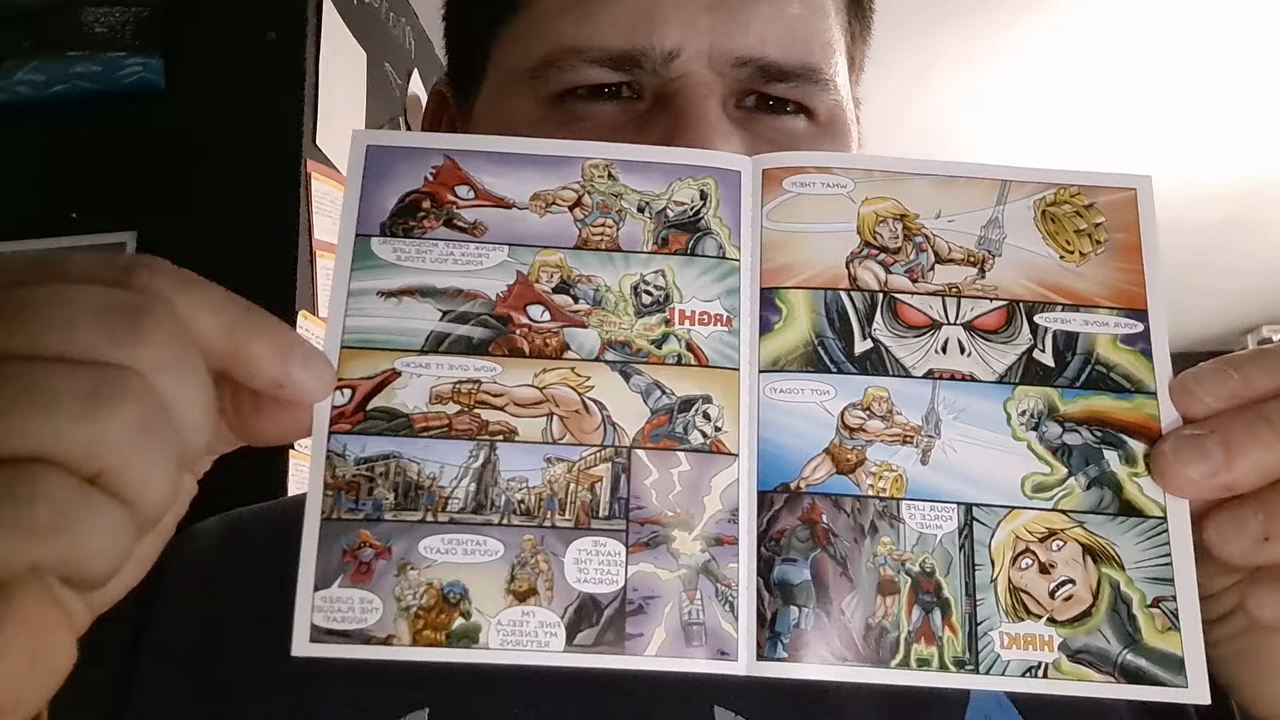 WHAT THE?!
YOUR MOVE, "HERO."
NOT TODAY!
HRK!
YOUR LIFE
FORCE IS
MINE!
DRINK DEEP, MOSQUITOR!
DRINK ALL THE LIFE
FORCE YOU STOLE
ARGH!
NOW GIVE IT BACK!
WE
HAVEN'T
SEEN THE
LAST OF
HORDAK.
FATHER?
YOU'RE OKAY?
I'M
FINE, TEELA.
MY ENERGY
RETURNS.
WE CURED
THE PLAGUE!
HOORAY!